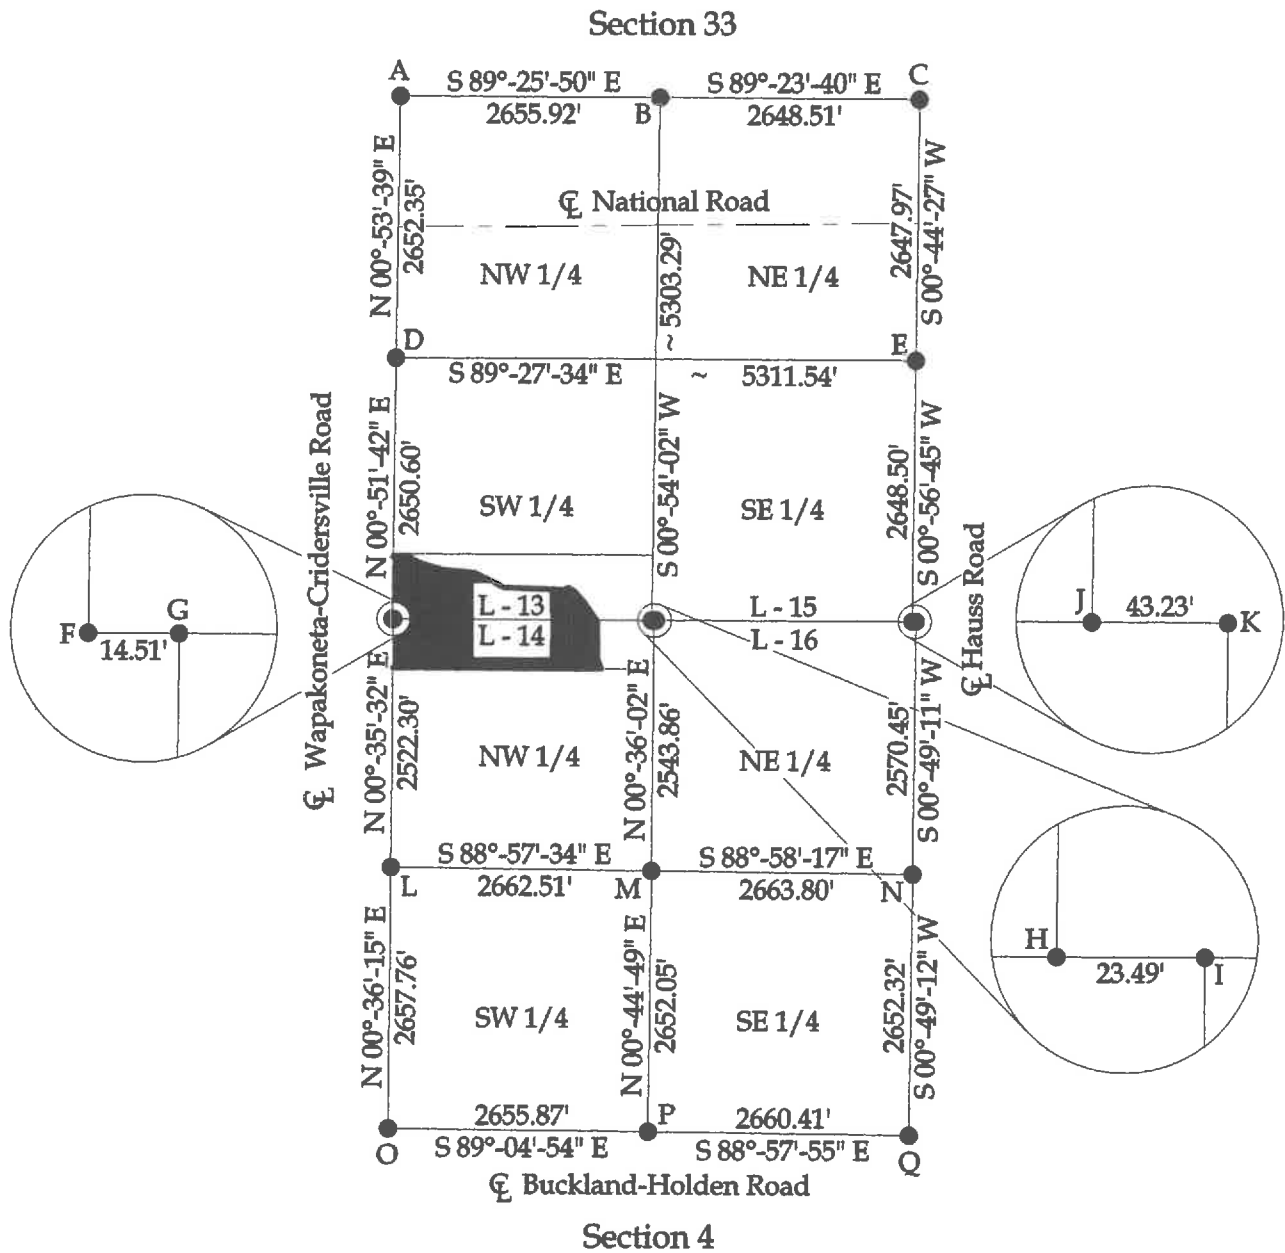 Section 33
A
S 89°-25'-50" E
2655.92'
B
S 89°-23'-40" E
2648.51'
C
N 00°-53'-39" E
2652.35'
℄ National Road
2647.97'
S 00°-44'-27" W
NW 1/4
~ 5303.29'
NE 1/4
D
E
S 89°-27'-34" E ~ 5311.54'
℄ Wapakoneta-Cridersville Road
N 00°-51'-42" E
2650.60'
SW 1/4
S 00°-54'-02" W
SE 1/4
2648.50'
S 00°-56'-45" W
℄ Hauss Road
F
G
14.51'
L - 13
L - 14
L - 15
L - 16
J
43.23'
K
N 00°-35'-32" E
2522.30'
NW 1/4
N 00°-36'-02" E
2543.86'
NE 1/4
2570.45'
S 00°-49'-11" W
S 88°-57'-34" E
2662.51'
L
M
S 88°-58'-17" E
2663.80'
N
H
23.49'
I
N 00°-36'-15" E
2657.76'
SW 1/4
N 00°-44'-49" E
2652.05'
SE 1/4
2652.32'
S 00°-49'-12" W
2655.87'
P
2660.41'
O
S 89°-04'-54" E
S 88°-57'-55" E
Q
℄ Buckland-Holden Road
Section 4